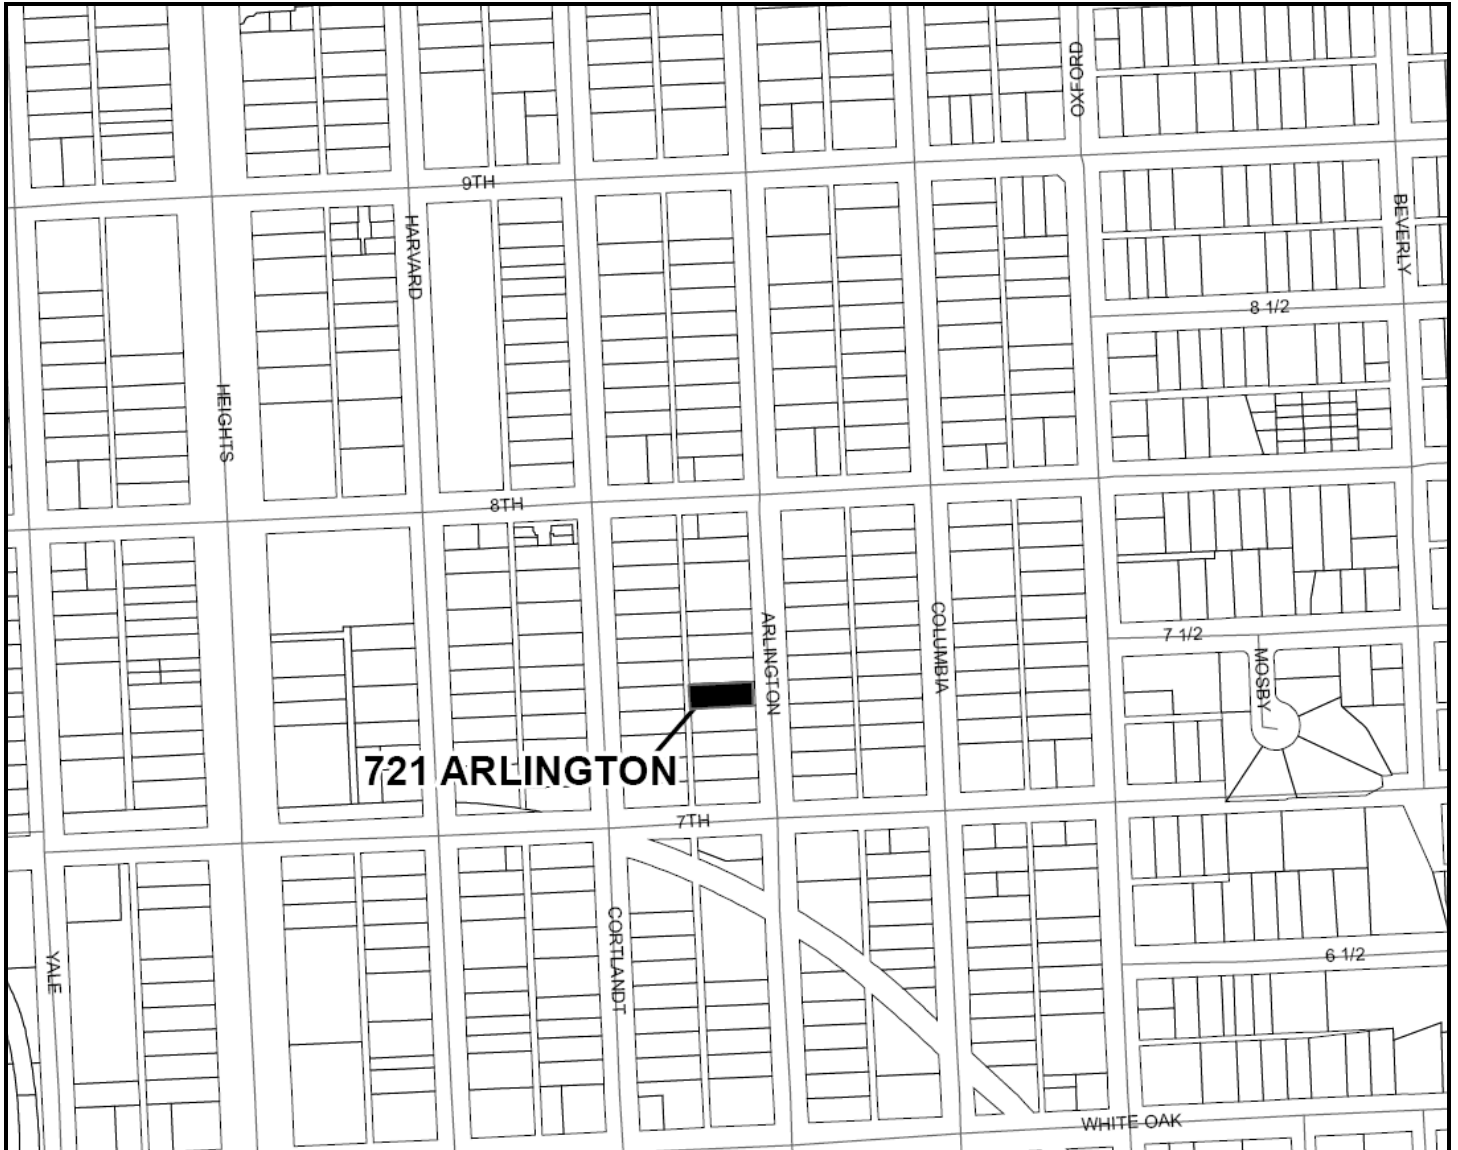 OXFORD
9TH
HARVARD
BEVERLY
8 1/2
HEIGHTS
8TH
ARLINGTON
COLUMBIA
7 1/2
MOSBY
721 ARLINGTON
7TH
CORTLANDT
YALE
6 1/2
WHITE OAK